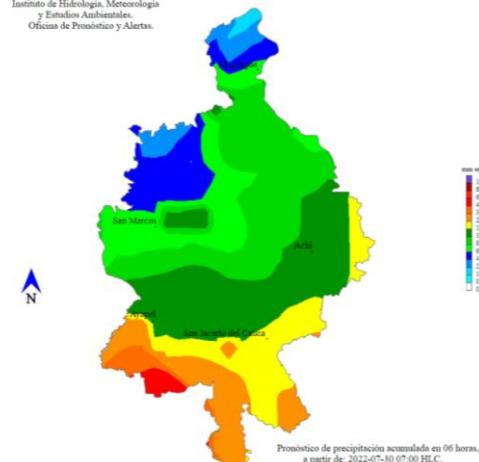 Instituto de Hidrología, Meteorología
y Estudios Ambientales.
Oficina de Pronóstico y Alertas.
San Marcos
Achí
Ayapel
San Jacinto del Cauca
N
Pronóstico de precipitación acumulada en 06 horas,
a partir de: 2022-07-30 07:00 HLC.